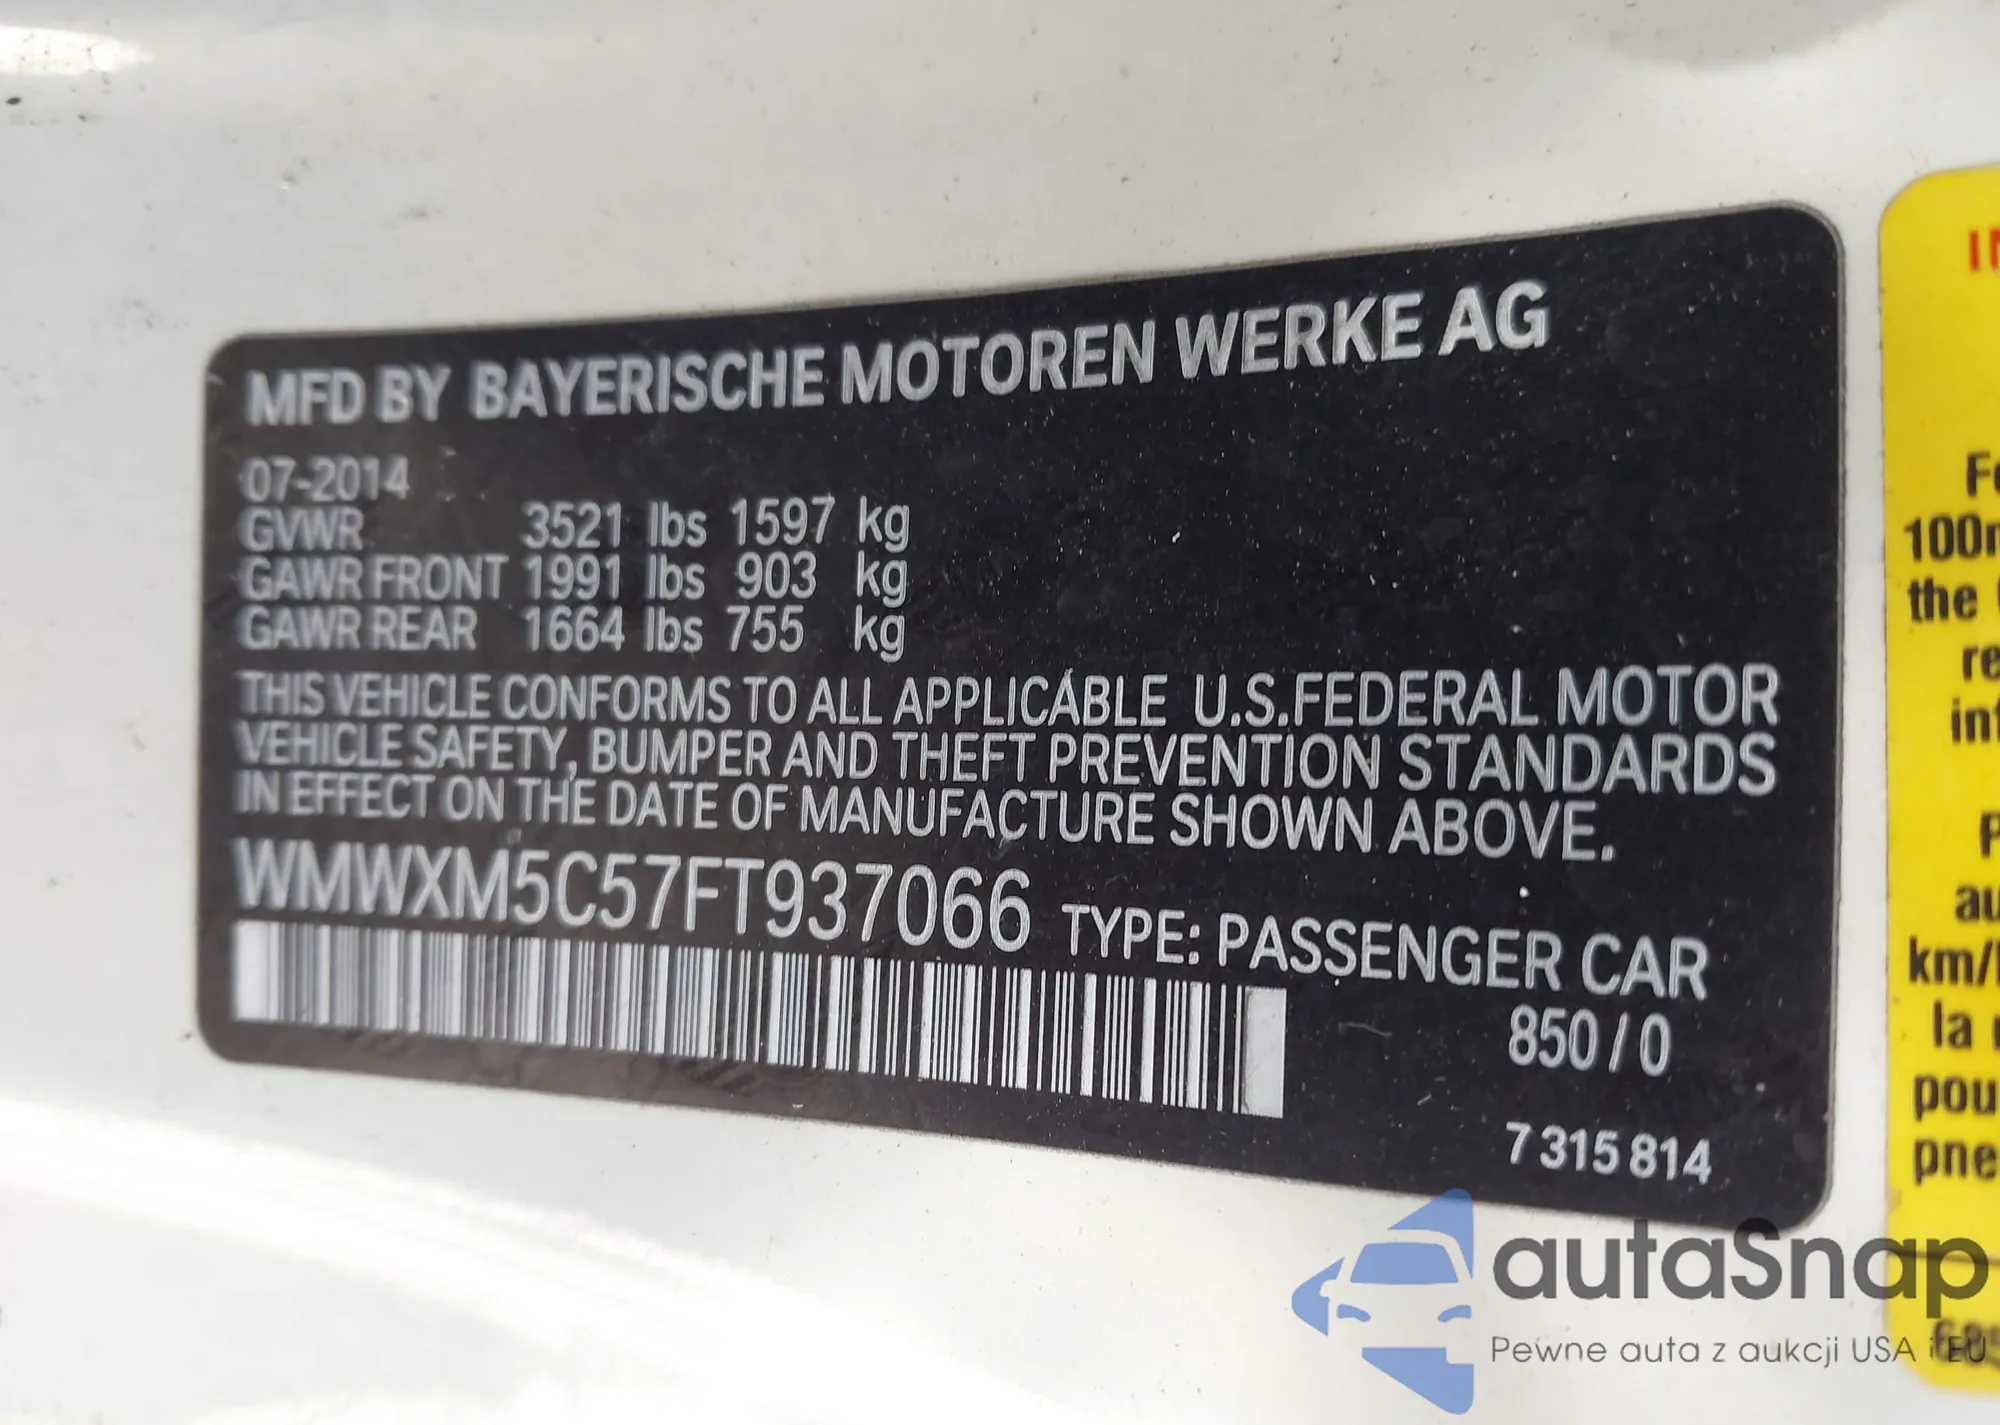 MFD BY BAYERISCHE MOTOREN WERKE AG
07-2014
GVWR 3521 lbs 1597 kg
GAWR FRONT 1991 lbs 903 kg
GAWR REAR 1664 lbs 755 kg
THIS VEHICLE CONFORMS TO ALL APPLICABLE U.S.FEDERAL MOTOR
VEHICLE SAFETY, BUMPER AND THEFT PREVENTION STANDARDS
IN EFFECT ON THE DATE OF MANUFACTURE SHOWN ABOVE.
WMWXM5C57FT937066 TYPE: PASSENGER CAR
850/0
7 315 814
the
la
autaSnap
Pewne auta z aukcji USA i EU